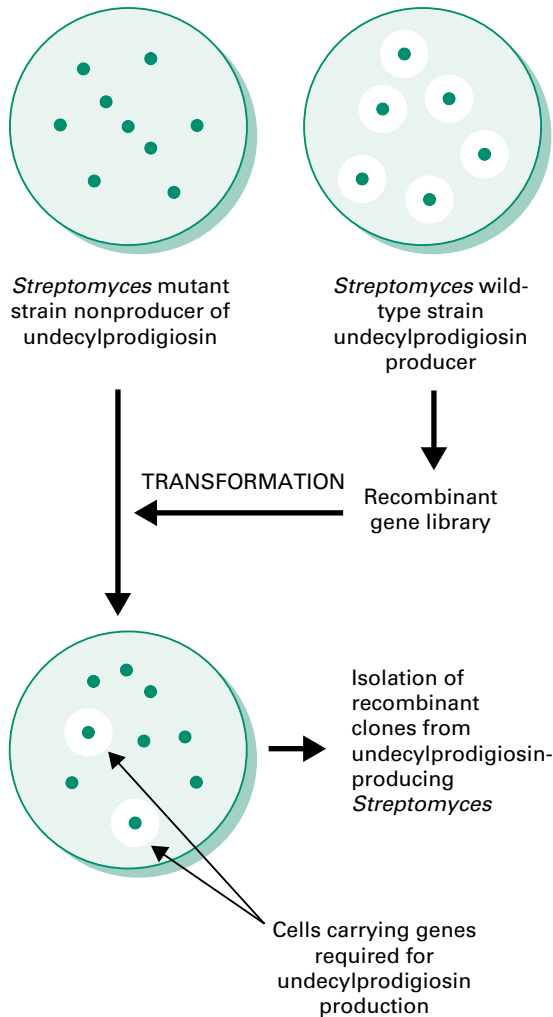 Streptomyces mutant
strain nonproducer of
undecylprodigiosin
Streptomyces wild-
type strain
undecylprodigiosin
producer
TRANSFORMATION
Recombinant
gene library
Isolation of
recombinant
clones from
undecylprodigiosin-
producing
Streptomyces
Cells carrying genes
required for
undecylprodigiosin
production